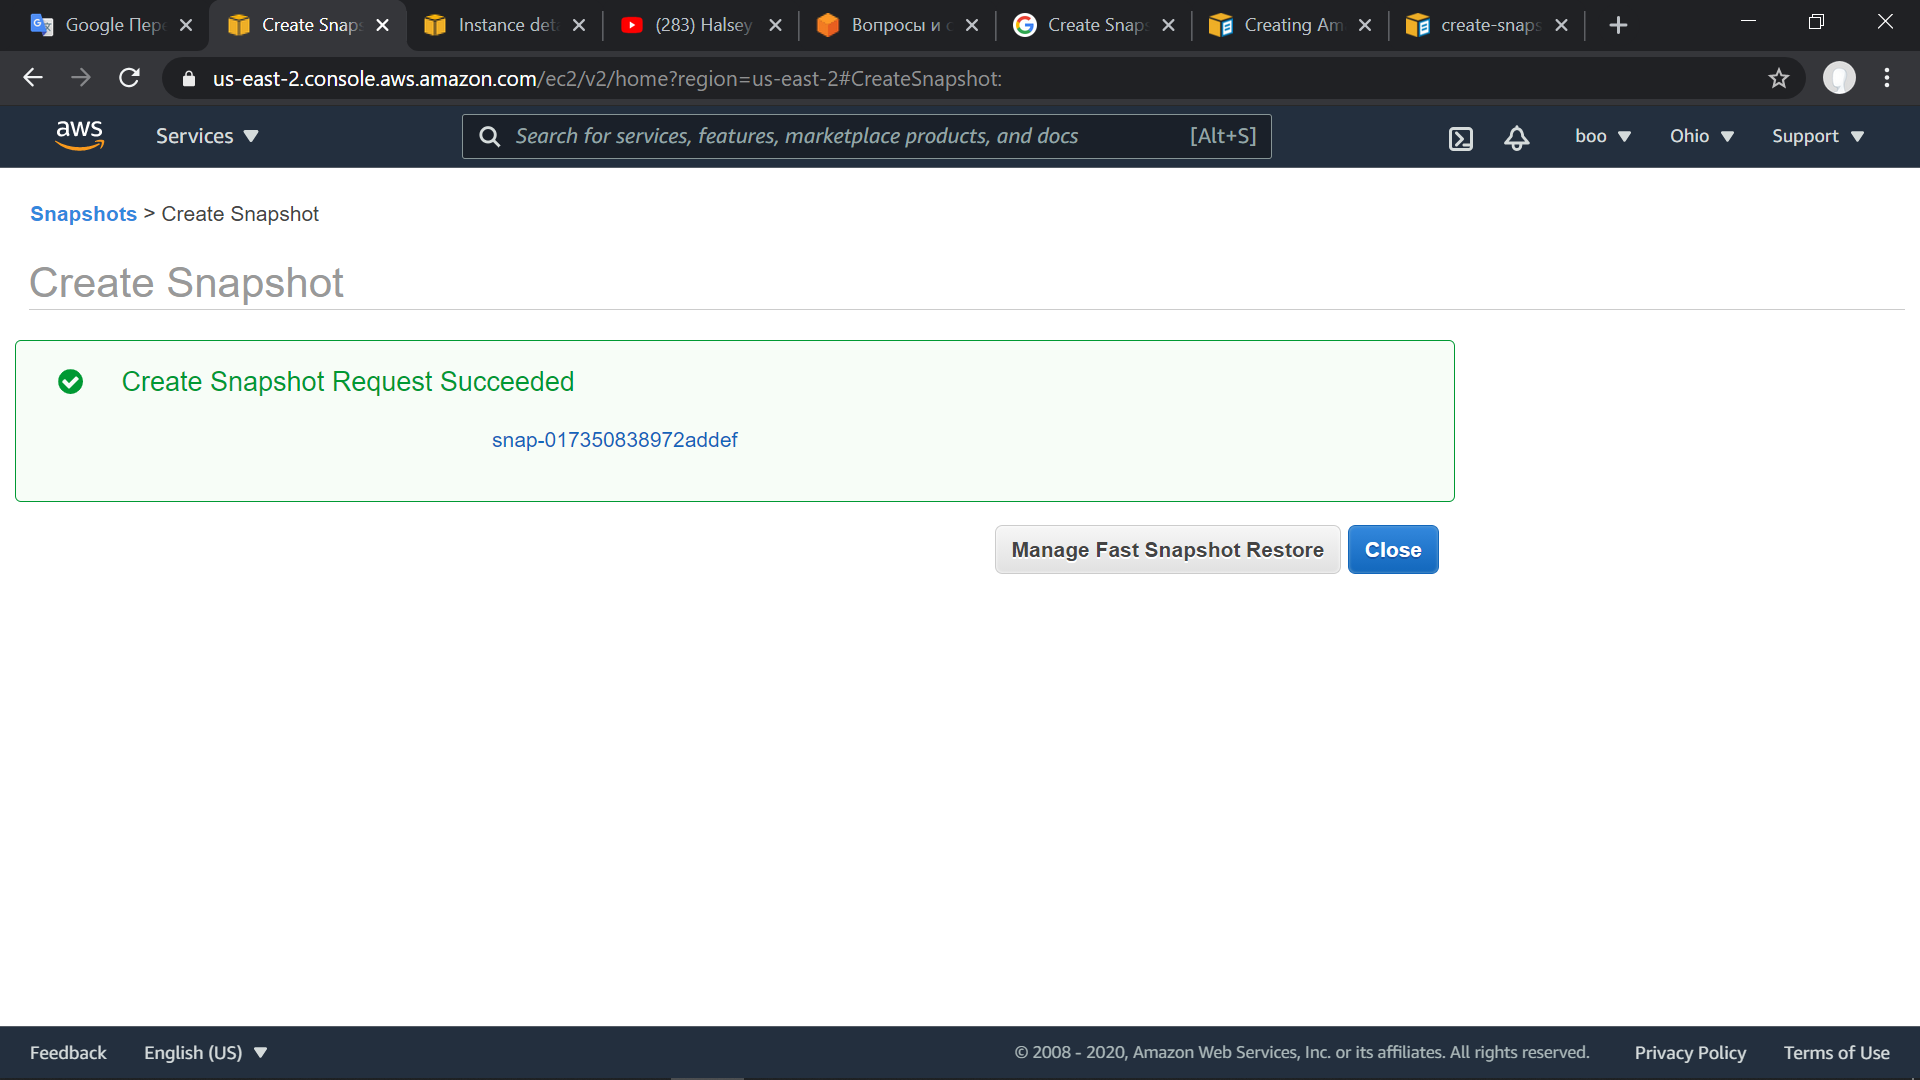 Google Пере
Create Snaps
Instance deta
(283) Halsey
Вопросы и о
Create Snaps
Creating Am
create-snaps
us-east-2.console.aws.amazon.com/ec2/v2/home?region=us-east-2#CreateSnapshot:
aws
Services
Search for services, features, marketplace products, and docs [Alt+S]
boo
Ohio
Support
Snapshots > Create Snapshot
Create Snapshot
Create Snapshot Request Succeeded
snap-017350838972addef
Manage Fast Snapshot Restore
Close
Feedback
English (US)
© 2008 - 2020, Amazon Web Services, Inc. or its affiliates. All rights reserved.
Privacy Policy
Terms of Use